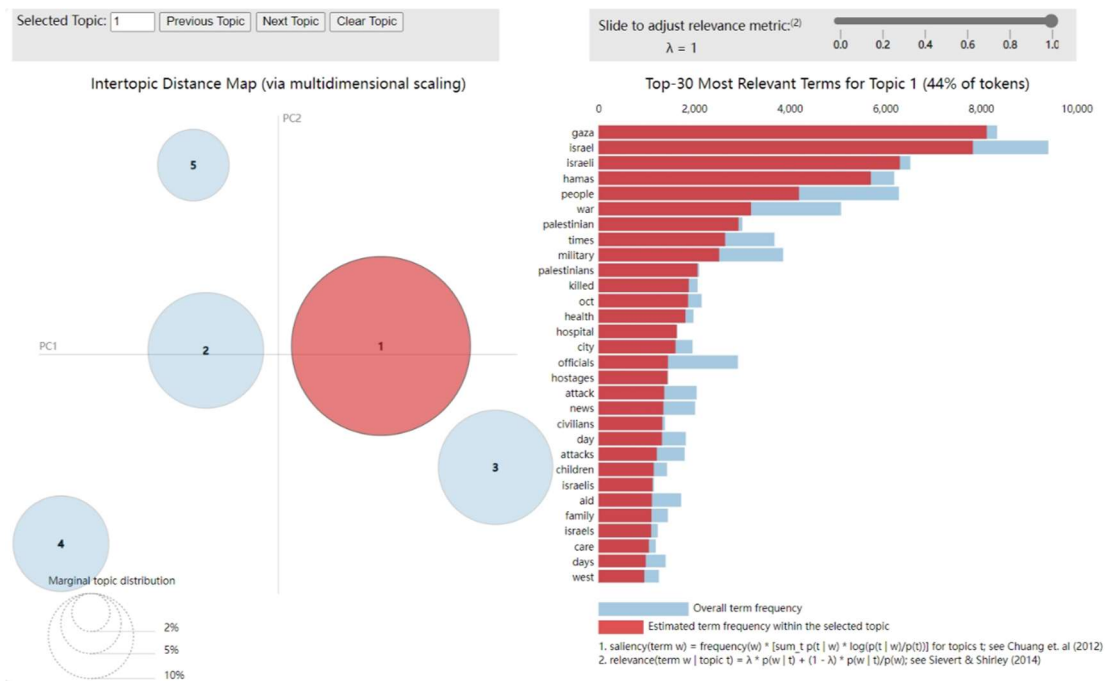 Selected Topic: 1 Previous Topic Next Topic Clear Topic
Slide to adjust relevance metric:(2)
λ = 1
0.0 0.2 0.4 0.6 0.8 1.0
Intertopic Distance Map (via multidimensional scaling)
PC2
PC1
5
2
1
3
4
Marginal topic distribution
2%
5%
10%
Top-30 Most Relevant Terms for Topic 1 (44% of tokens)
0 2,000 4,000 6,000 8,000 10,000
gaza
israel
israeli
hamas
people
war
palestinian
times
military
palestinians
killed
oct
health
hospital
city
officials
hostages
attack
news
civilians
day
attacks
children
israelis
aid
family
israels
care
days
west
Overall term frequency
Estimated term frequency within the selected topic
1. saliency(term w) = frequency(w) * [sum_t p(t | w) * log(p(t | w)/p(t))] for topics t; see Chuang et. al (2012)
2. relevance(term w | topic t) = λ * p(w | t) + (1 - λ) * p(w | t)/p(w); see Sievert & Shirley (2014)